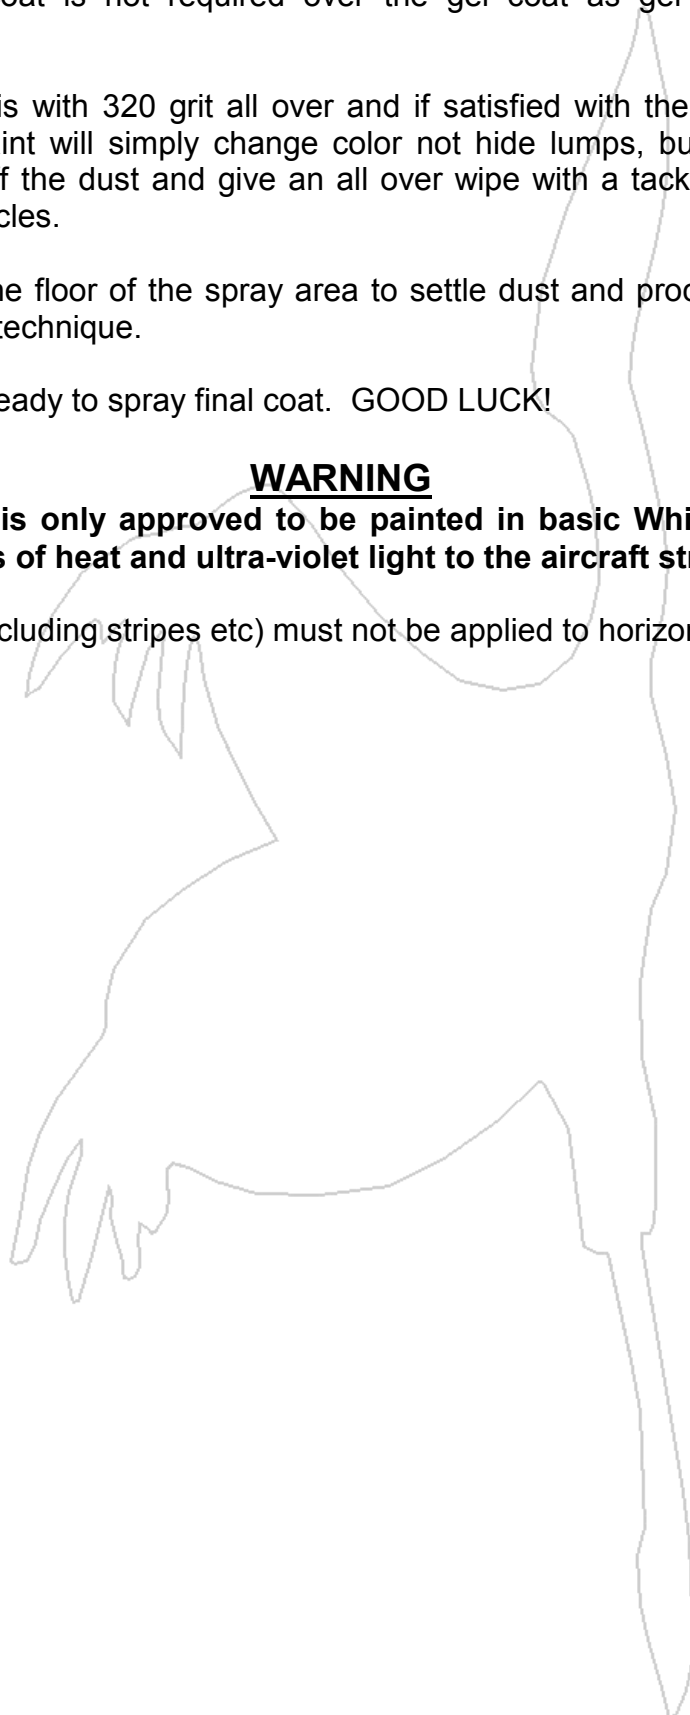 oat is not required over the gel coat as gel
is with 320 grit all over and if satisfied with the
int will simply change color not hide lumps, bu
f the dust and give an all over wipe with a tack
cles.
ne floor of the spray area to settle dust and proc
technique.
eady to spray final coat.  GOOD LUCK!
WARNING
is only approved to be painted in basic Whi
s of heat and ultra-violet light to the aircraft str
cluding stripes etc) must not be applied to horizon